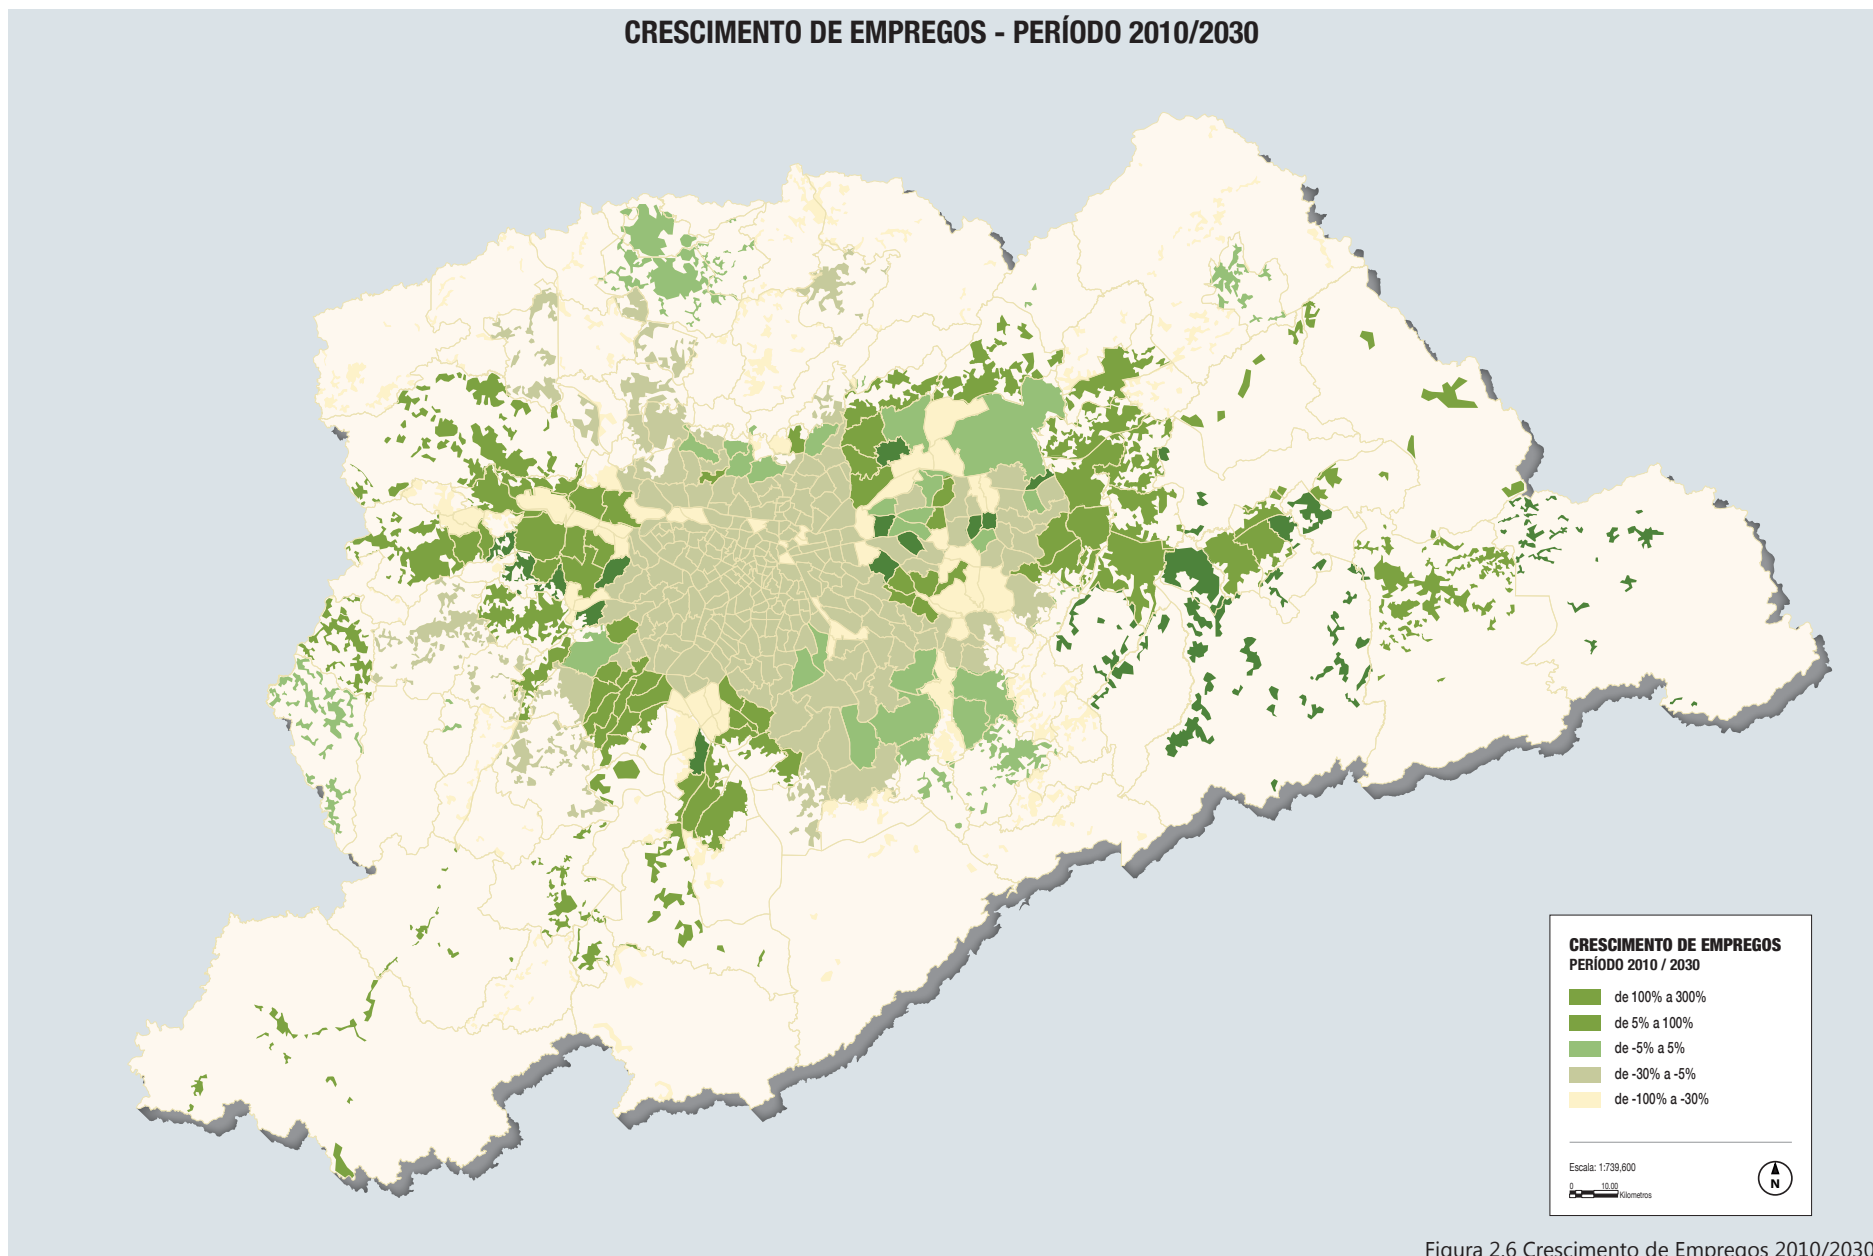 CRESCIMENTO DE EMPREGOS - PERÍODO 2010/2030
CRESCIMENTO DE EMPREGOS
PERÍODO 2010 / 2030
de 100% a 300%
de 5% a 100%
de -5% a 5%
de -30% a -5%
de -100% a -30%
Escala: 1:739,600
0 10.00
Kilometros
N
Figura 2.6 Crescimento de Empregos 2010/2030